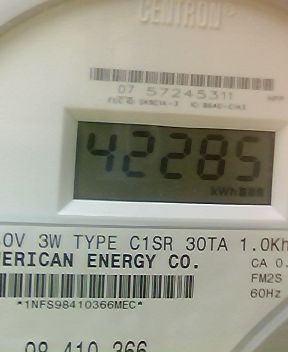 CENTRON®
07 57245311
42285
kWh
0V 3W TYPE C1SR 30TA 1.0Kh
ERICAN ENERGY CO.
CA 0.
FM2S
60Hz
*1NFS98410366MEC*
98 410 366